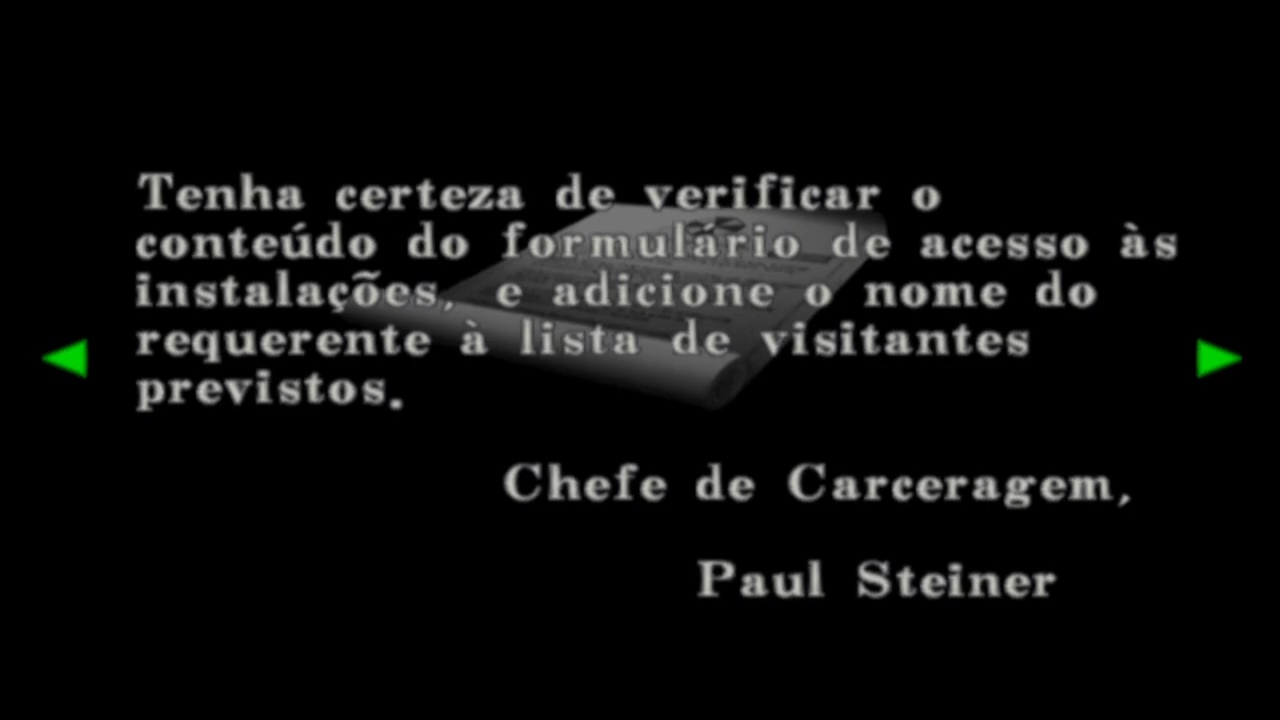 Tenha certeza de verificar o
conteúdo do formulário de acesso às
instalações, e adicione o nome do
requerente à lista de visitantes
previstos.
Chefe de Carceragem,
Paul Steiner